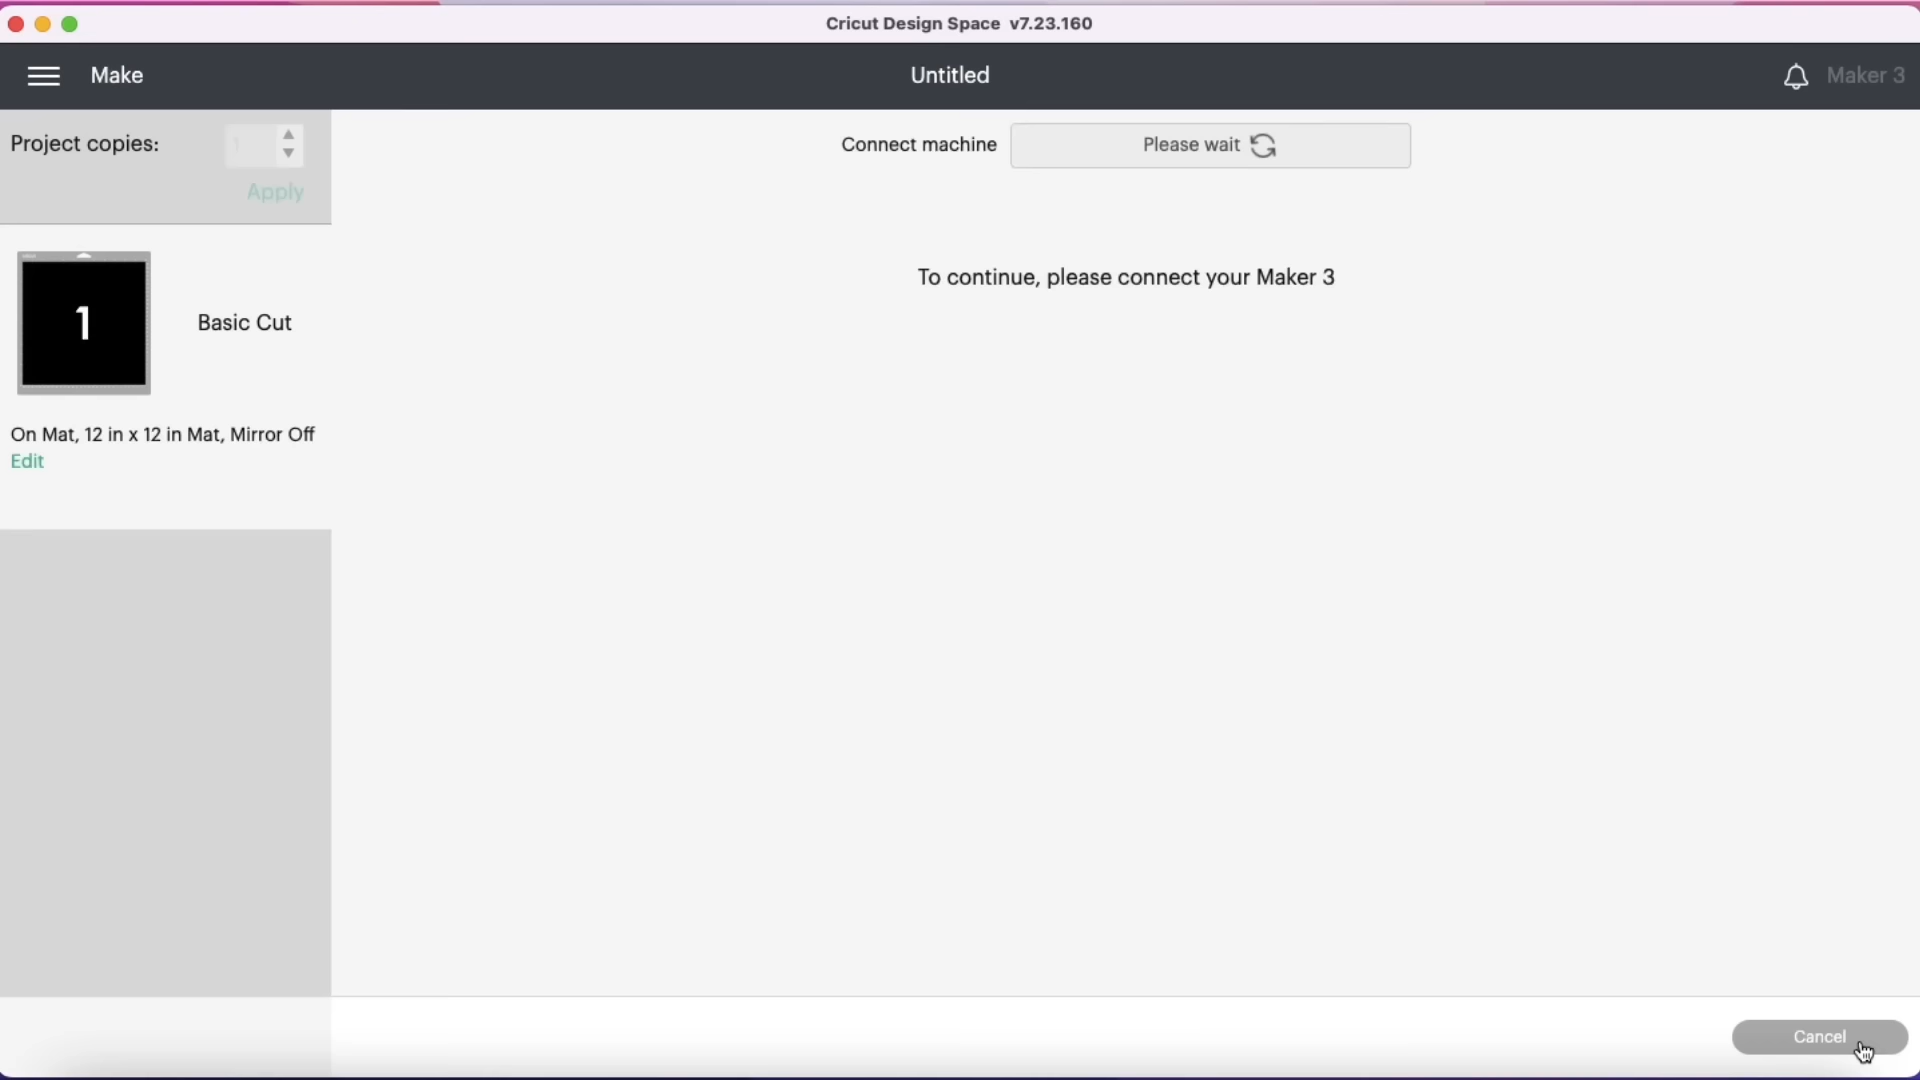 Cricut Design Space v7.23.160
Make
Untitled
Maker 3
Project copies:
Apply
Connect machine
Please wait
To continue, please connect your Maker 3
1
Basic Cut
On Mat, 12 in x 12 in Mat, Mirror Off
Edit
Cancel